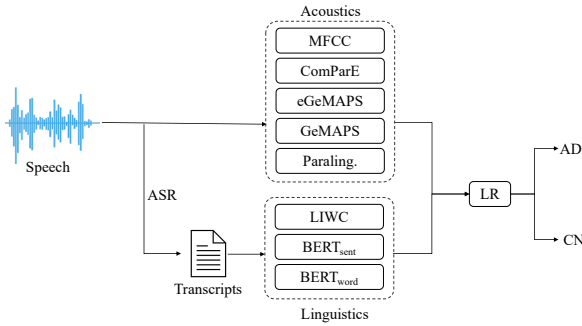 Acoustics
MFCC
ComParE
eGeMAPS
GeMAPS
Paraling.
Speech
ASR
Transcripts
LIWC
BERTsent
BERTword
Linguistics
LR
AD
CN